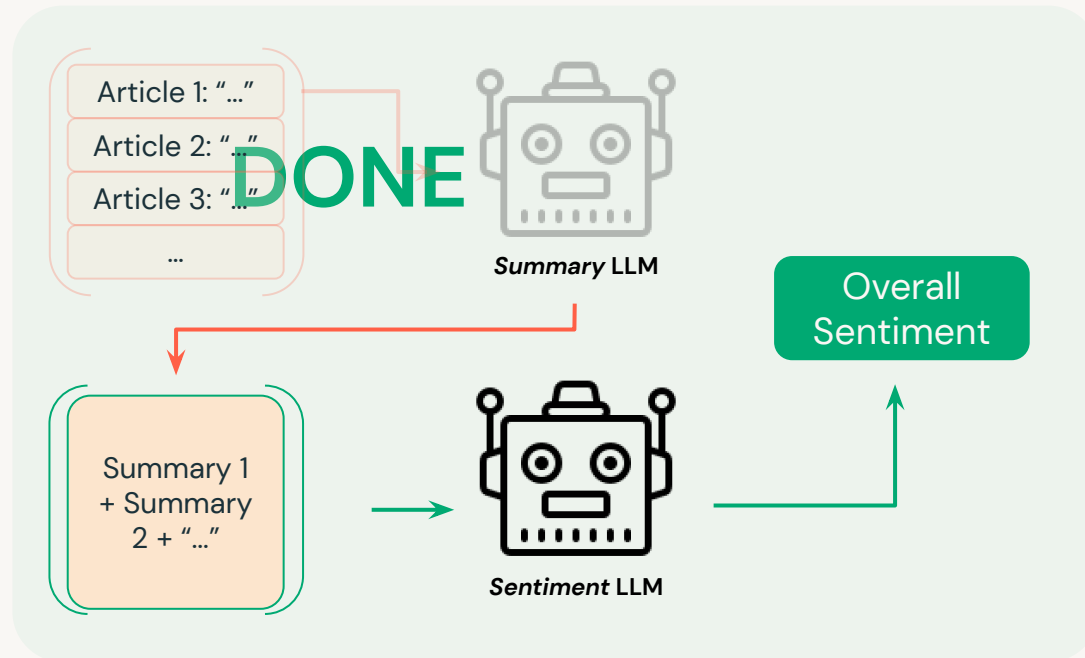 Article 1: “...”
Article 2: “...”
Article 3: “...”
...
DONE
Summary LLM
Overall
Sentiment
Summary 1
+ Summary
2 + “...”
Sentiment LLM